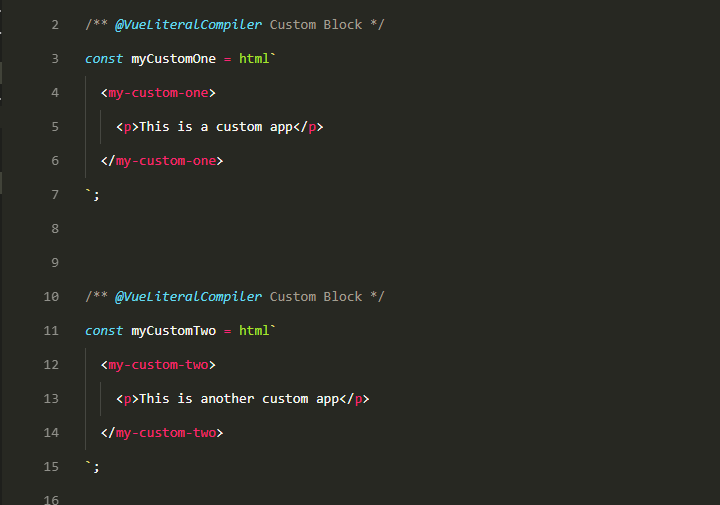 2 /** @VueLiteralCompiler Custom Block */
3 const myCustomOne = html`
4 <my-custom-one>
5 <p>This is a custom app</p>
6 </my-custom-one>
7 `;
8
9
10 /** @VueLiteralCompiler Custom Block */
11 const myCustomTwo = html`
12 <my-custom-two>
13 <p>This is another custom app</p>
14 </my-custom-two>
15 `;
16